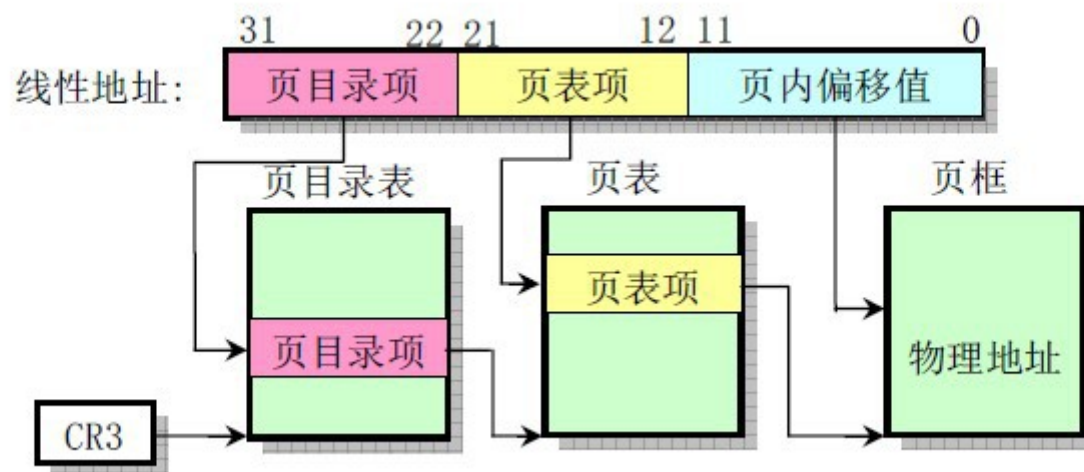 31 22 21 12 11 0
线性地址: 页目录项 页表项 页内偏移值
页目录表 页表 页框
页表项
页目录项 物理地址
CR3